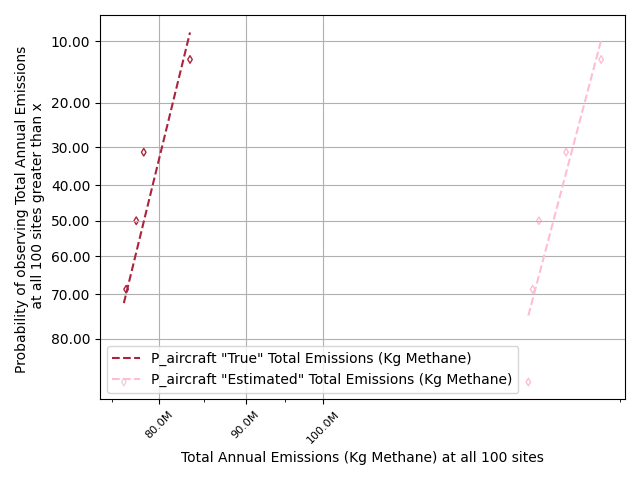 10.00
20.00
30.00
40.00
50.00
60.00
70.00
80.00
Probability of observing Total Annual Emissions
at all 100 sites greater than x
P_aircraft "True" Total Emissions (Kg Methane)
P_aircraft "Estimated" Total Emissions (Kg Methane)
80.0M
90.0M
100.0M
Total Annual Emissions (Kg Methane) at all 100 sites